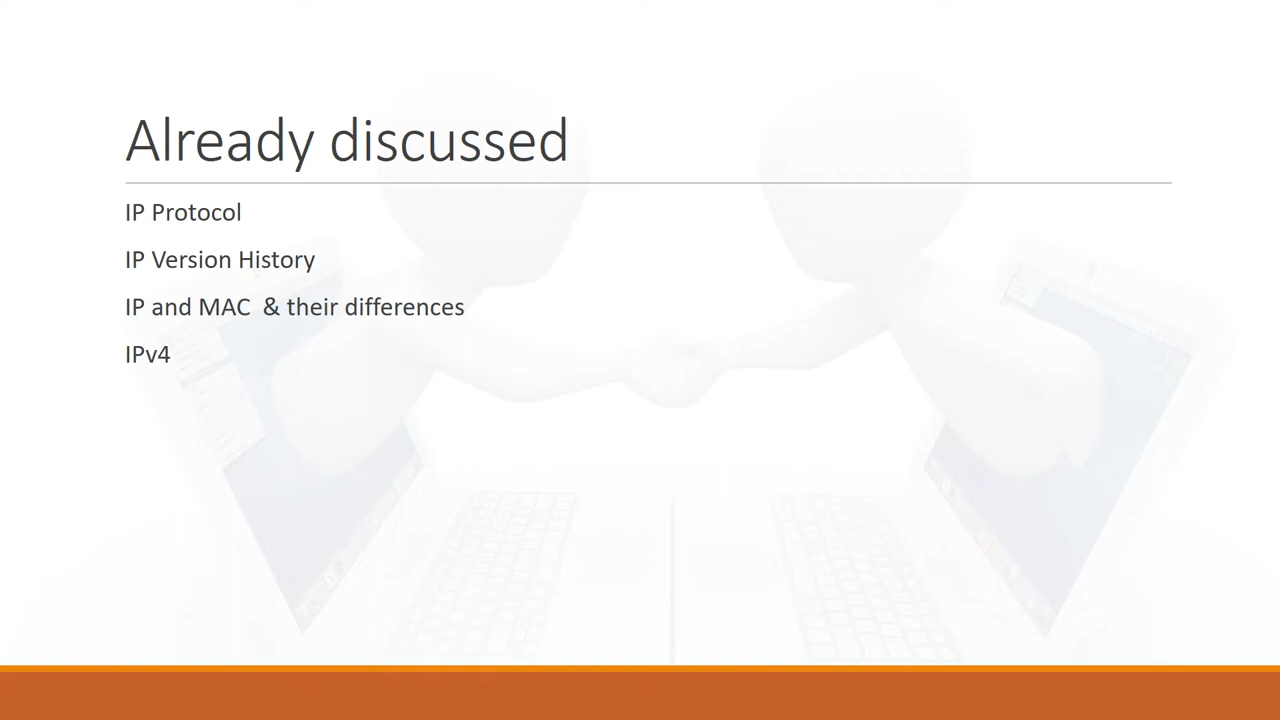 Already discussed
IP Protocol
IP Version History
IP and MAC  & their differences
IPv4